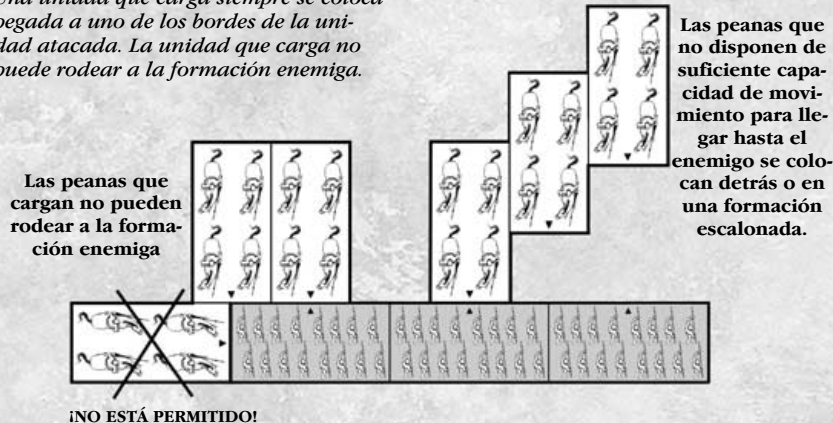 Una unidad que carga siempre se coloca
pegada a uno de los bordes de la uni-
dad atacada. La unidad que carga no
puede rodear a la formación enemiga.
Las peanas que
cargan no pueden
rodear a la forma-
ción enemiga
Las peanas que
no disponen de
suficiente capa-
cidad de movi-
miento para lle-
gar hasta el
enemigo se colo-
can detrás o en
una formación
escalonada.
¡NO ESTÁ PERMITIDO!